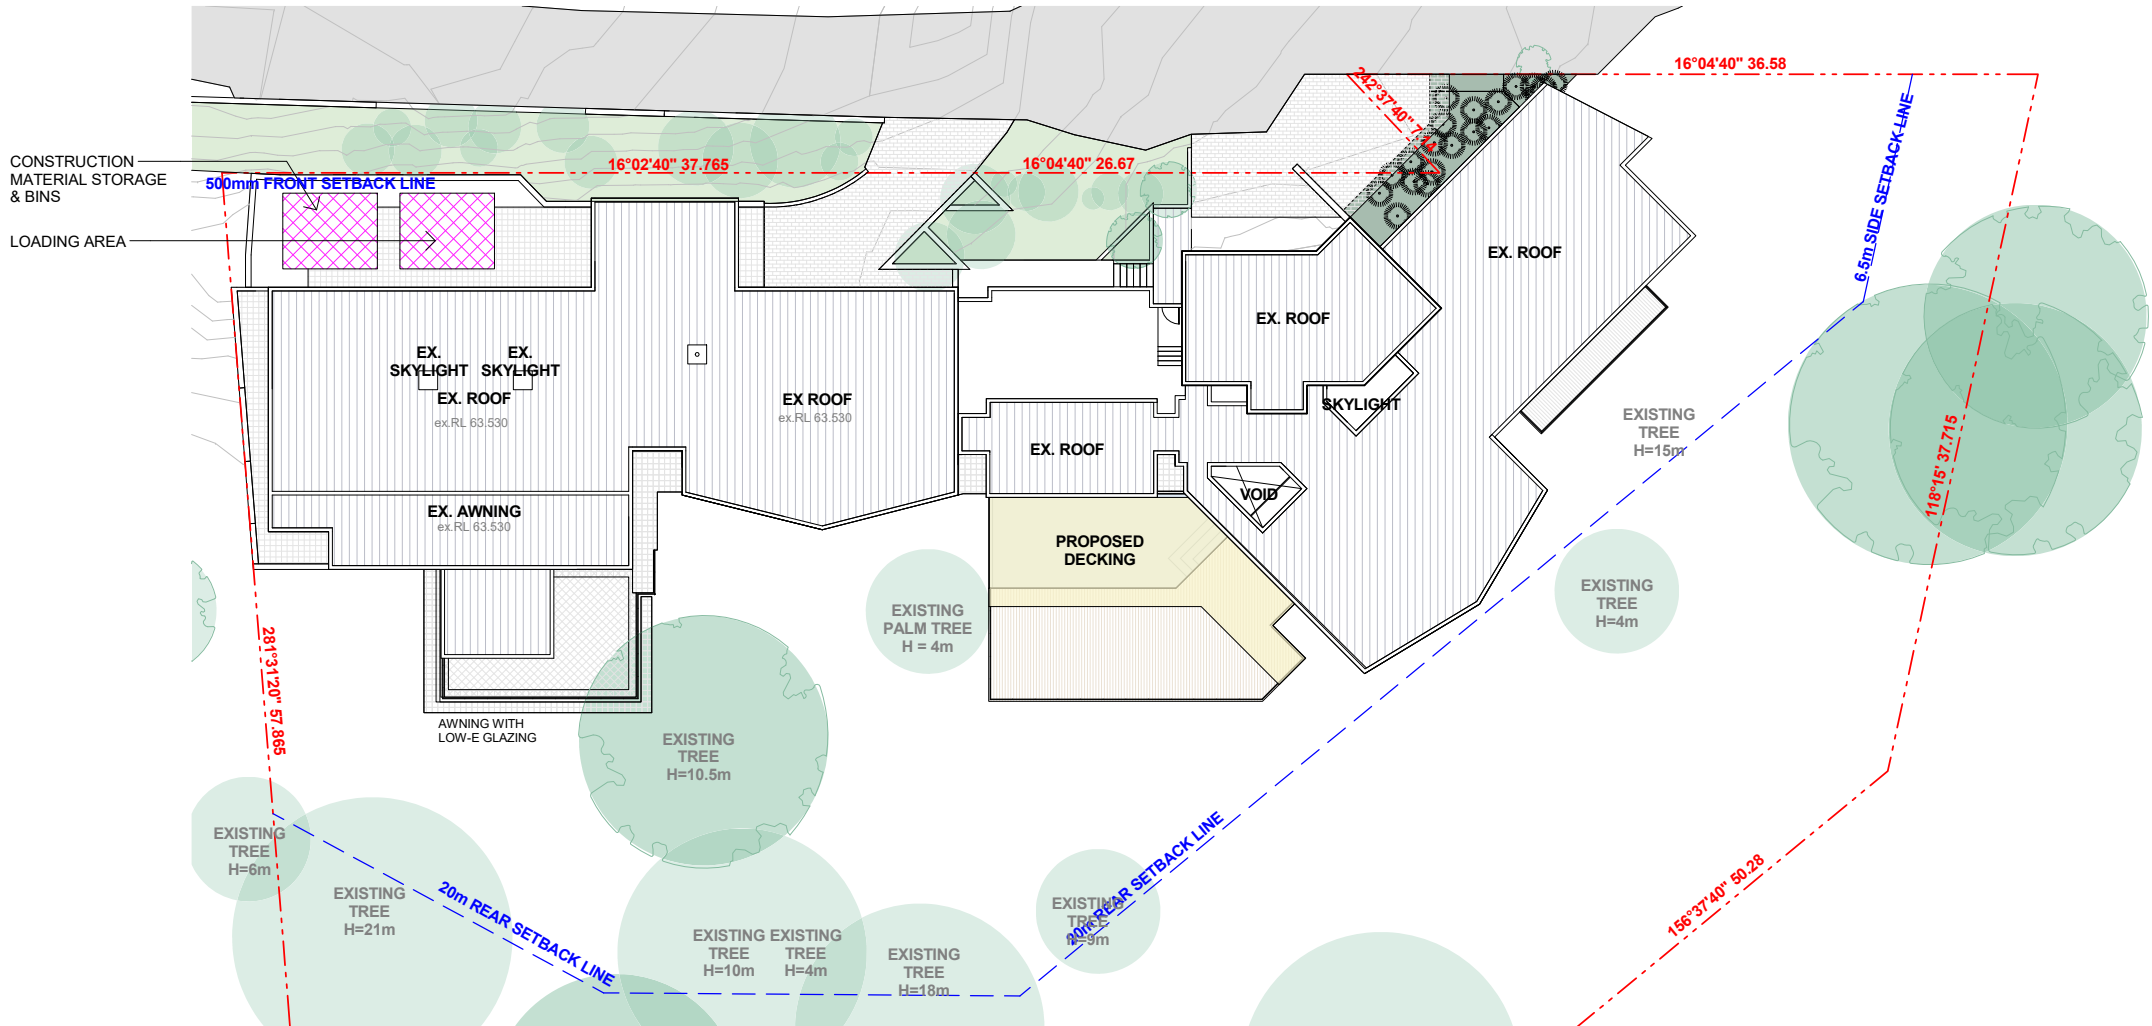 16°04'40" 36.58
242°37'40" 7.14
CONSTRUCTION
MATERIAL STORAGE
& BINS
16°02'40" 37.765
16°04'40" 26.67
500mm FRONT SETBACK LINE
6.5m SIDE SETBACK LINE
LOADING AREA
EX. ROOF
EX. ROOF
EX.
SKYLIGHT
EX.
SKYLIGHT
EX. ROOF
ex.RL 63.530
EX ROOF
ex.RL 63.530
SKYLIGHT
EXISTING
TREE
H=15m
EX. ROOF
118°15' 37.715
VOID
EX. AWNING
ex.RL 63.530
PROPOSED
DECKING
EXISTING
TREE
H=4m
EXISTING
PALM TREE
H = 4m
281°31'20" 57.865
AWNING WITH
LOW-E GLAZING
EXISTING
TREE
H=10.5m
EXISTING
TREE
H=6m
EXISTING
TREE
H=21m
20m REAR SETBACK LINE
20m REAR SETBACK LINE
EXISTING
TREE
H=9m
156°37'40" 50.28
EXISTING
TREE
H=10m
EXISTING
TREE
H=4m
EXISTING
TREE
H=18m